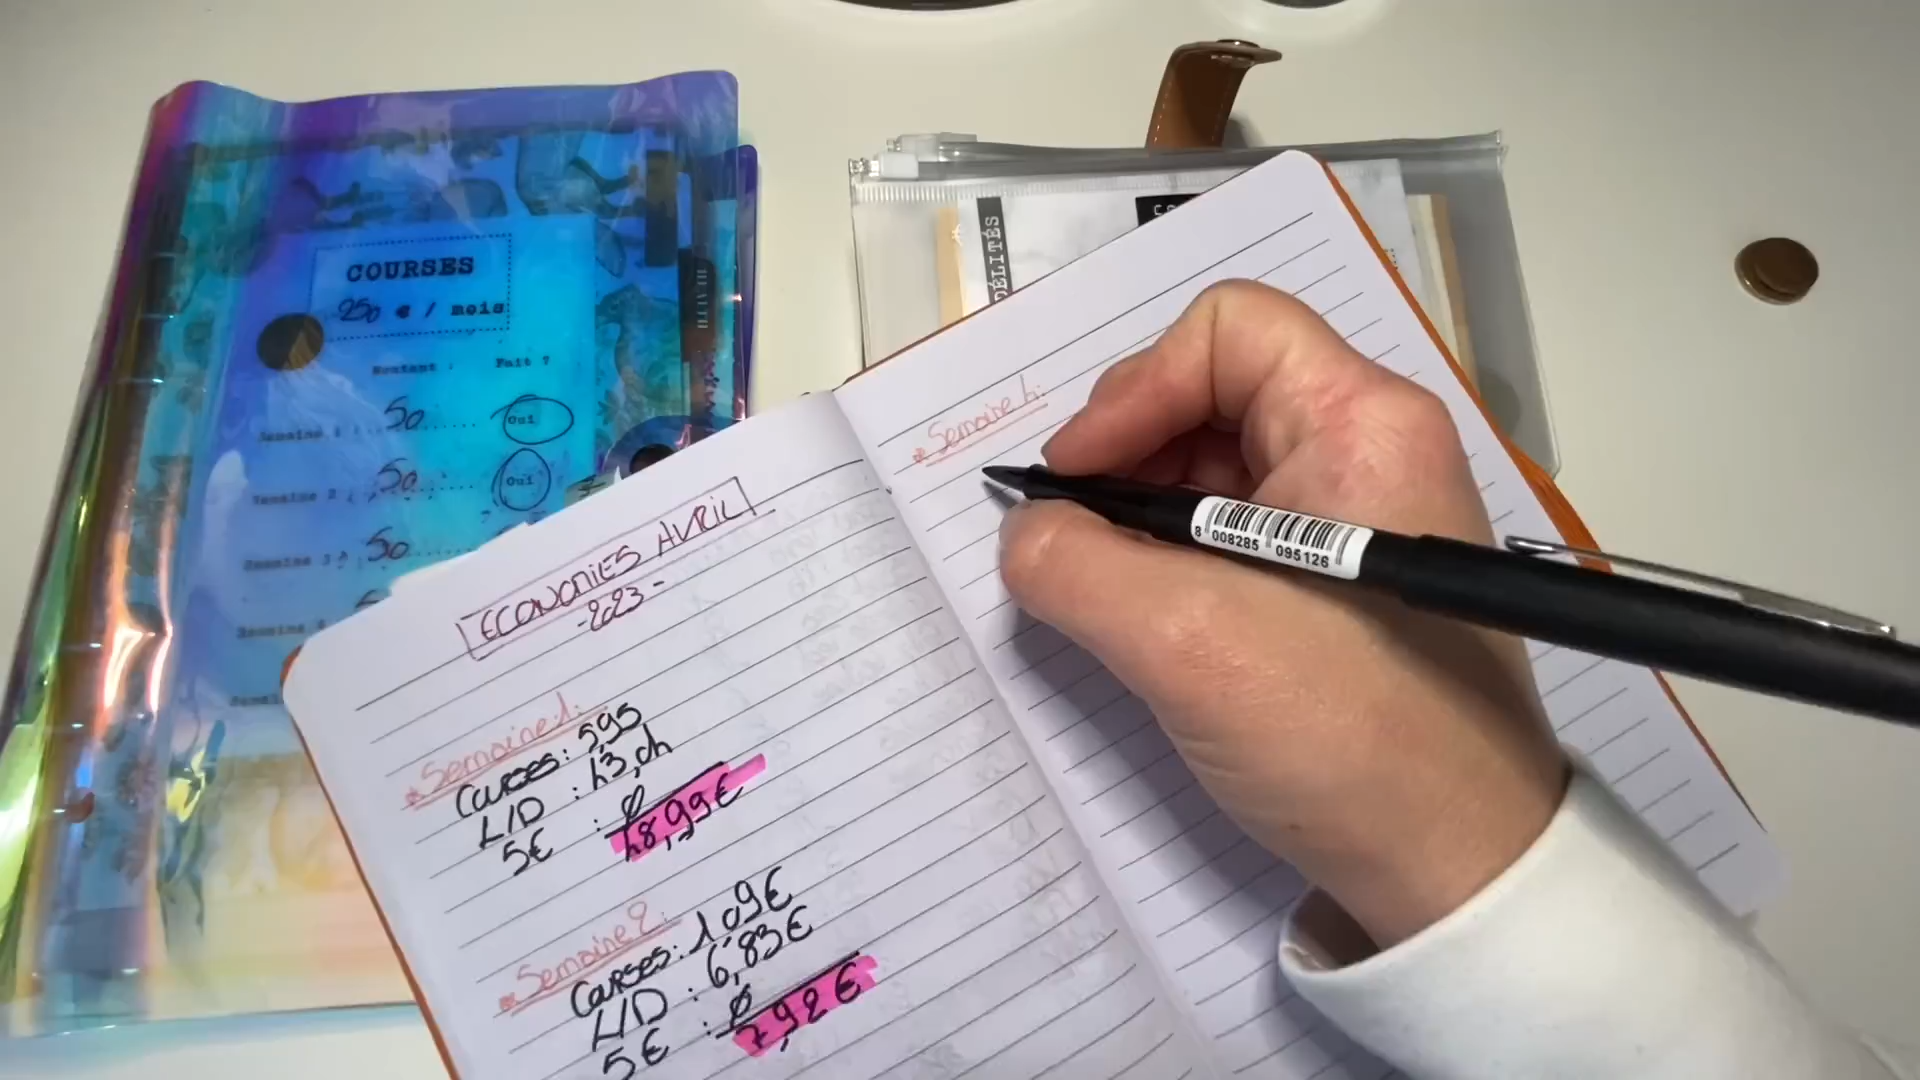 COURSES
250 € / mois
Montant : Fait ?
Semaine 1 : 50 Oui
Semaine 2 : 50 Oui
Semaine 3 : 50
Semaine 4
HEALTH
DÉLITÉS
ECONOMIES AVRIL
-2023-
* Semaine 1:
COURSES: 5,95
L/D : 13,04
5€ : Ø
18,99€
* Semaine 2:
COURSES: 1,09€
L/D : 6,83€
5€ : Ø
7,92€
* Semaine 4:
8 008285 095126